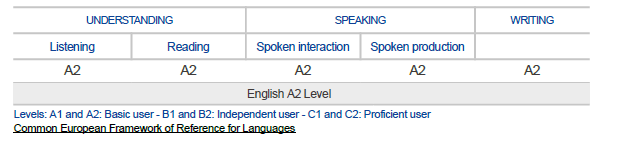 UNDERSTANDING SPEAKING WRITING
Listening Reading Spoken interaction Spoken production
A2 A2 A2 A2 A2
English A2 Level
Levels: A1 and A2: Basic user - B1 and B2: Independent user - C1 and C2: Proficient user
Common European Framework of Reference for Languages